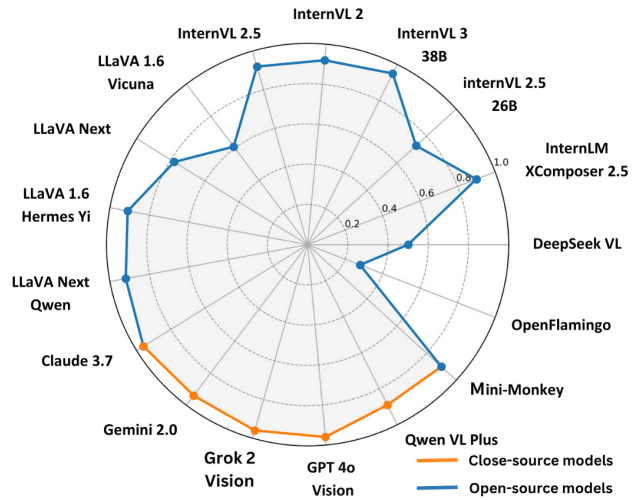 InternVL 2
InternVL 2.5
InternVL 3
38B
LLaVA 1.6
Vicuna
internVL 2.5
26B
LLaVA Next
InternLM
XComposer 2.5
1.0
0.8
0.6
0.4
0.2
LLaVA 1.6
Hermes Yi
DeepSeek VL
LLaVA Next
Qwen
OpenFlamingo
Claude 3.7
Mini-Monkey
Gemini 2.0
Grok 2
Vision
GPT 4o
Vision
Qwen VL Plus
Close-source models
Open-source models